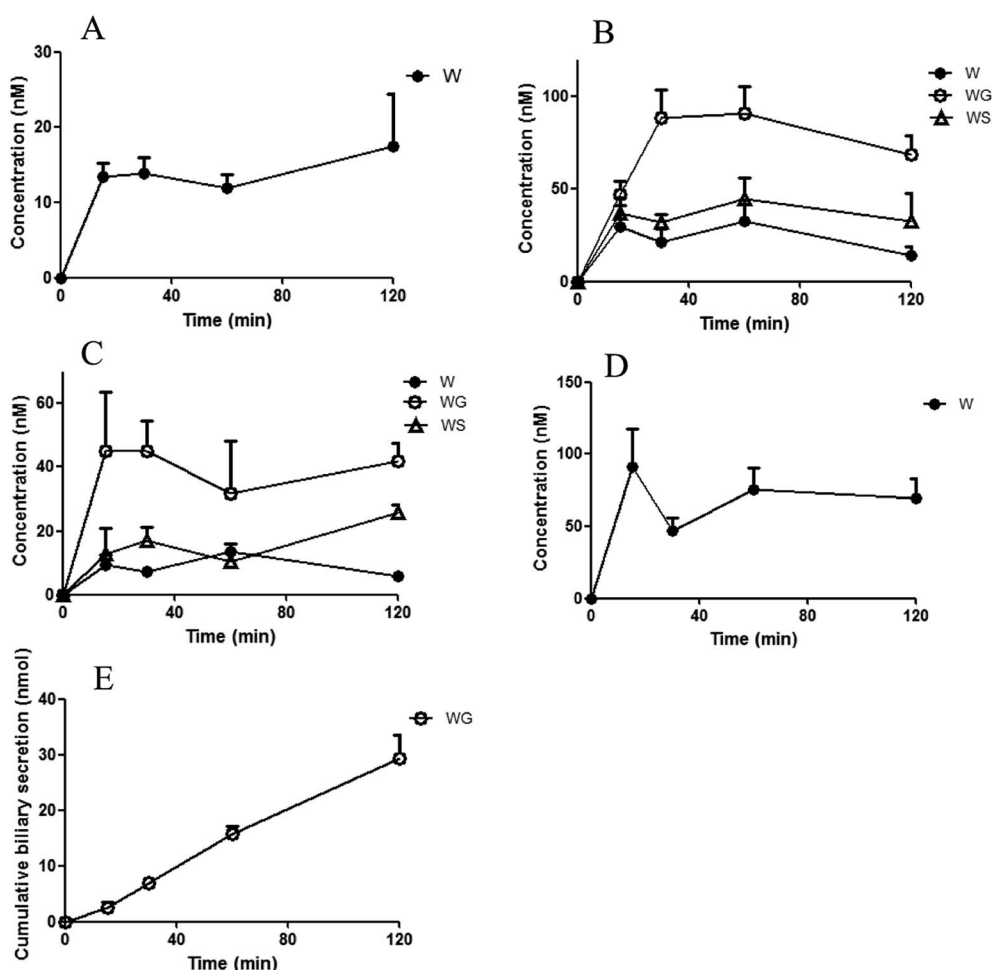 A
Concentration (nM)
30
20
10
0
0 40 80 120
Time (min)
W
B
Concentration (nM)
100
50
0
0 40 80 120
Time (min)
W
WG
WS
C
Concentration (nM)
60
40
20
0
0 40 80 120
Time (min)
W
WG
WS
D
Concentration (nM)
150
100
50
0
0 40 80 120
Time (min)
W
E
Cumulative biliary secretion (nmol)
40
30
20
10
0
0 40 80 120
Time (min)
WG